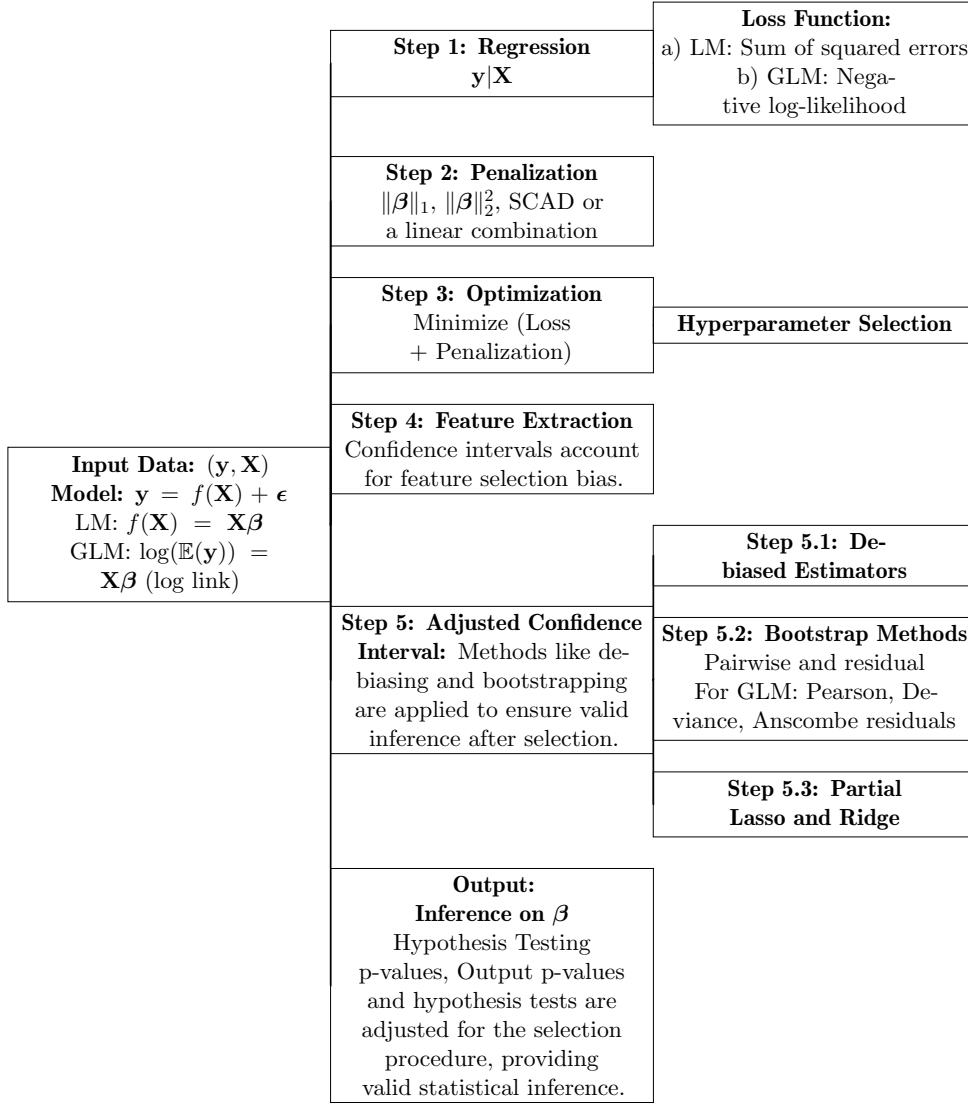 Step 1: Regression
y|X
Loss Function:
a) LM: Sum of squared errors
b) GLM: Nega-
tive log-likelihood
Step 2: Penalization
‖β‖₁, ‖β‖₂², SCAD or
a linear combination
Step 3: Optimization
Minimize (Loss
+ Penalization)
Hyperparameter Selection
Step 4: Feature Extraction
Confidence intervals account
for feature selection bias.
Input Data: (y, X)
Model: y = f(X) + ϵ
LM: f(X) = Xβ
GLM: log(𝔼(y)) =
Xβ (log link)
Step 5: Adjusted Confidence
Interval: Methods like de-
biasing and bootstrapping
are applied to ensure valid
inference after selection.
Step 5.1: De-
biased Estimators
Step 5.2: Bootstrap Methods
Pairwise and residual
For GLM: Pearson, De-
viance, Anscombe residuals
Step 5.3: Partial
Lasso and Ridge
Output:
Inference on β
Hypothesis Testing
p-values, Output p-values
and hypothesis tests are
adjusted for the selection
procedure, providing
valid statistical inference.